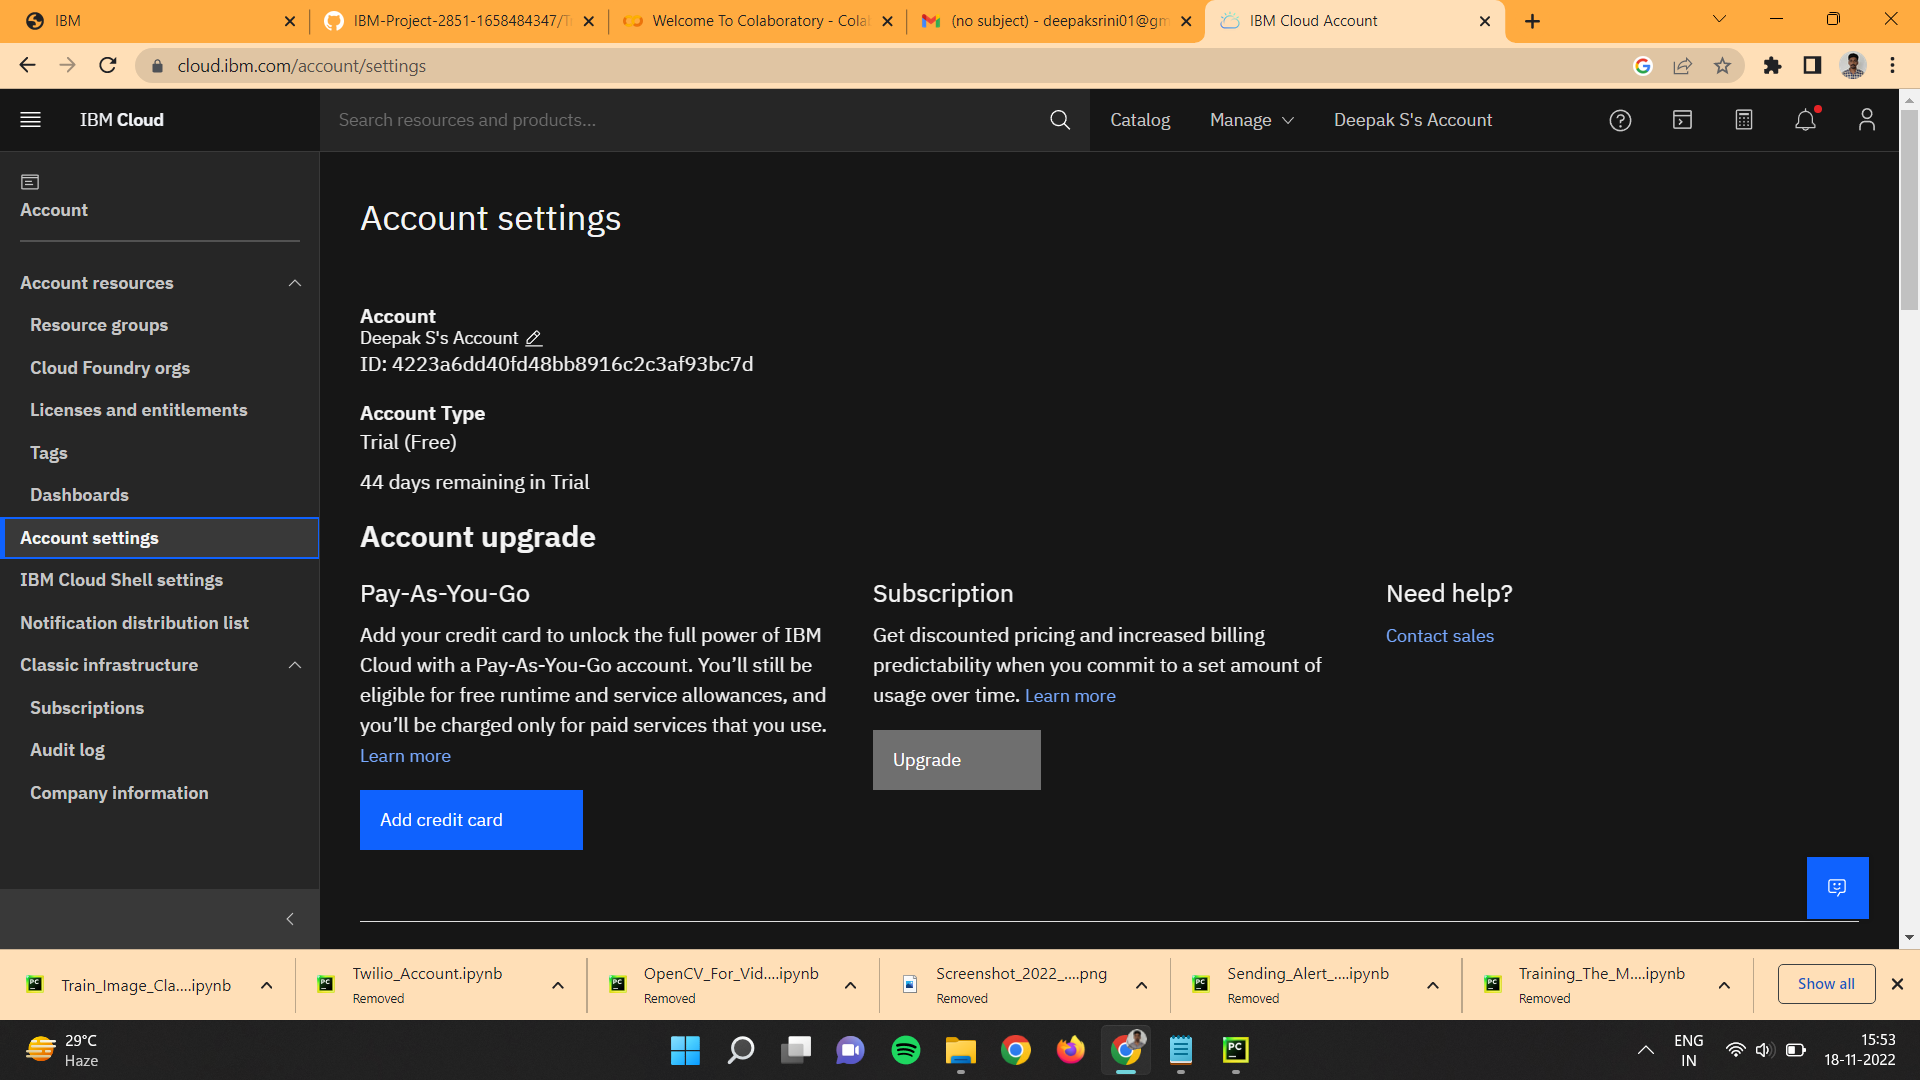 IBM
IBM-Project-2851-1658484347/Tr
Welcome To Colaboratory - Colal
(no subject) - deepaksrini01@gm
IBM Cloud Account
cloud.ibm.com/account/settings
IBM Cloud
Search resources and products...
Catalog
Manage
Deepak S's Account
Account
Account resources
Resource groups
Cloud Foundry orgs
Licenses and entitlements
Tags
Dashboards
Account settings
IBM Cloud Shell settings
Notification distribution list
Classic infrastructure
Subscriptions
Audit log
Company information
Account settings
Account
Deepak S's Account
ID: 4223a6dd40fd48bb8916c2c3af93bc7d
Account Type
Trial (Free)
44 days remaining in Trial
Account upgrade
Pay-As-You-Go
Add your credit card to unlock the full power of IBM
Cloud with a Pay-As-You-Go account. You’ll still be
eligible for free runtime and service allowances, and
you’ll be charged only for paid services that you use.
Learn more
Add credit card
Subscription
Get discounted pricing and increased billing
predictability when you commit to a set amount of
usage over time. Learn more
Upgrade
Need help?
Contact sales
Train_Image_Cla....ipynb
Twilio_Account.ipynb
Removed
OpenCV_For_Vid....ipynb
Removed
Screenshot_2022_....png
Removed
Sending_Alert_....ipynb
Removed
Training_The_M....ipynb
Removed
Show all
29°C
Haze
ENG
IN
15:53
18-11-2022